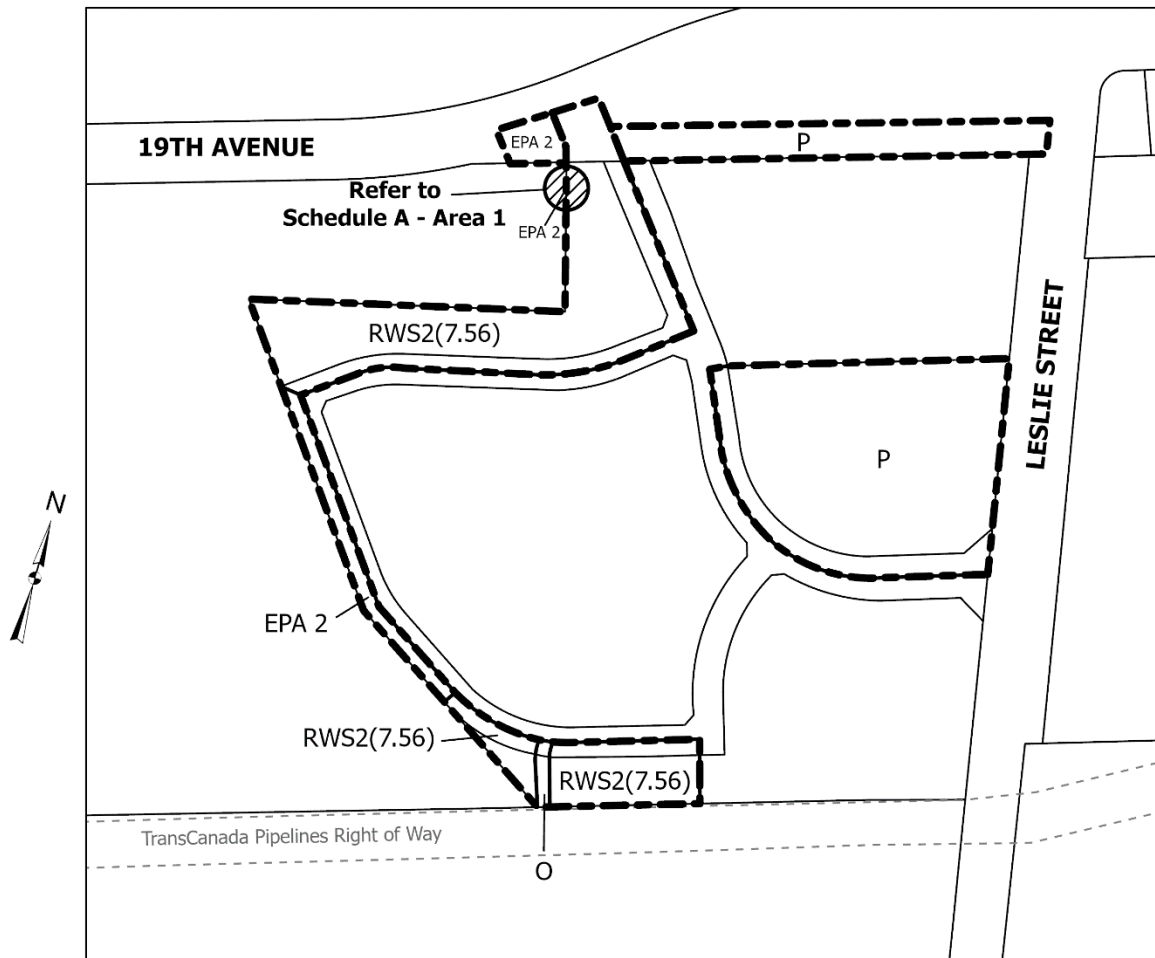 19TH AVENUE
EPA 2
P
Refer to
Schedule A - Area 1
EPA 2
RWS2(7.56)
LESLIE STREET
P
N
EPA 2
RWS2(7.56)
RWS2(7.56)
TransCanada Pipelines Right of Way
O